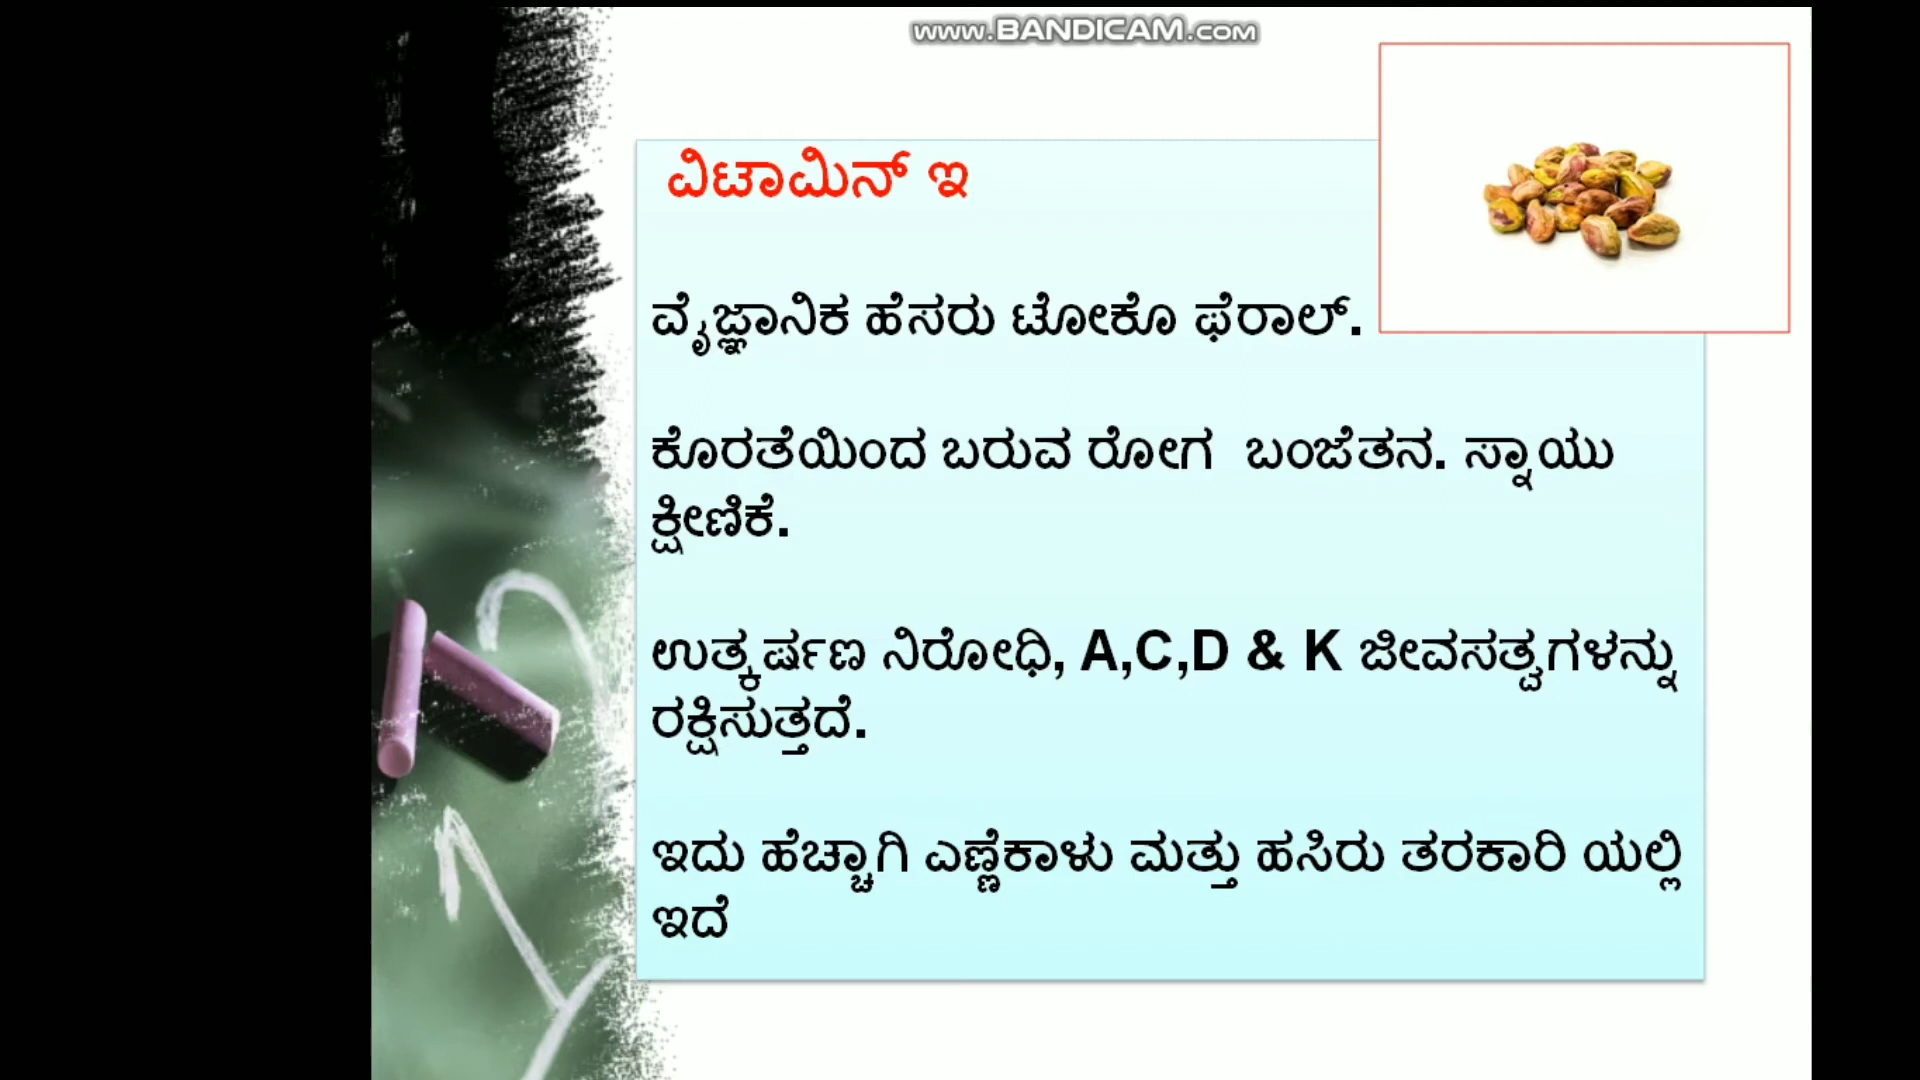 www.BANDICAM.com
ವಿಟಾಮಿನ್ ಇ
ವೈಜ್ಞಾನಿಕ ಹೆಸರು ಟೋಕೊ ಫೆರಾಲ್.
ಕೊರತೆಯಿಂದ ಬರುವ ರೋಗ ಬಂಜೆತನ. ಸ್ನಾಯು
ಕ್ಷೀಣಿಕೆ.
ಉತ್ಕರ್ಷಣ ನಿರೋಧಿ, A,C,D & K ಜೀವಸತ್ವಗಳನ್ನು
ರಕ್ಷಿಸುತ್ತದೆ.
ಇದು ಹೆಚ್ಚಾಗಿ ಎಣ್ಣೆಕಾಳು ಮತ್ತು ಹಸಿರು ತರಕಾರಿ ಯಲ್ಲಿ
ಇದೆ